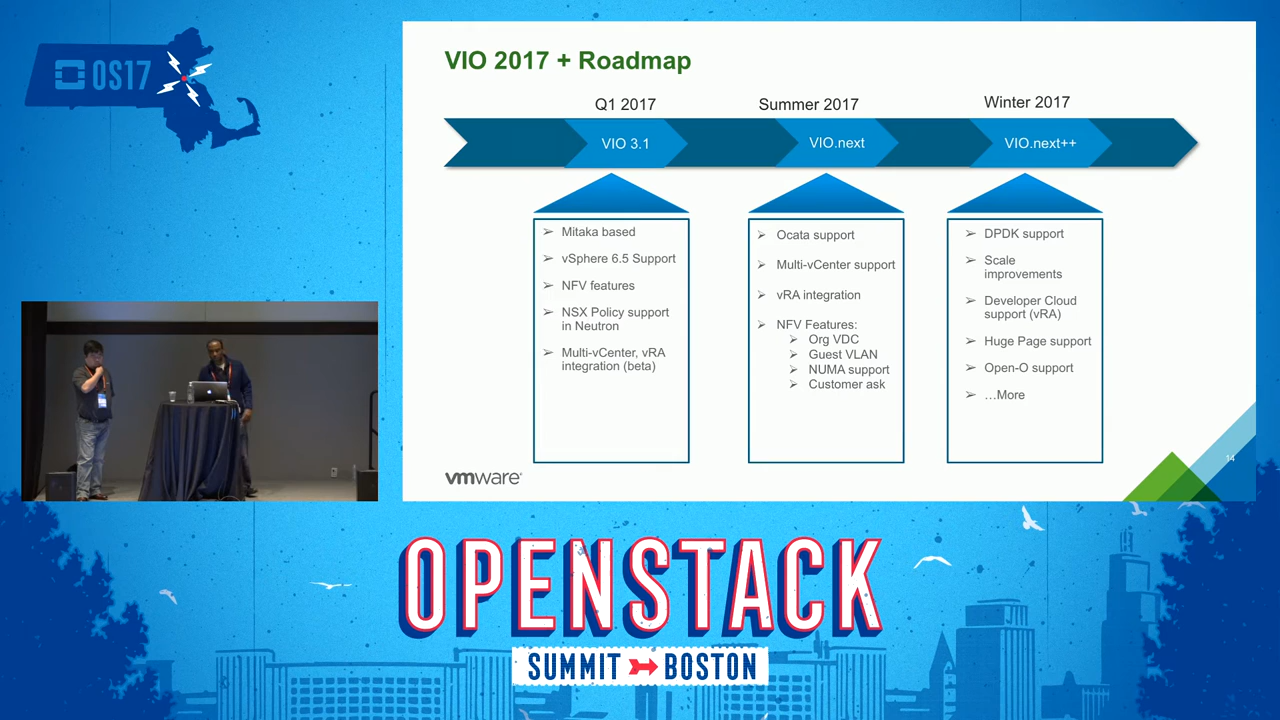 OS17
VIO 2017 + Roadmap
Q1 2017
Summer 2017
Winter 2017
VIO 3.1
VIO.next
VIO.next++
➢ Mitaka based
➢ vSphere 6.5 Support
➢ NFV features
➢ NSX Policy support
in Neutron
➢ Multi-vCenter, vRA
integration (beta)
➢ Ocata support
➢ Multi-vCenter support
➢ vRA integration
➢ NFV Features:
➢ Org VDC
➢ Guest VLAN
➢ NUMA support
➢ Customer ask
➢ DPDK support
➢ Scale
improvements
➢ Developer Cloud
support (vRA)
➢ Huge Page support
➢ Open-O support
➢ …More
vmware®
14
OPENSTACK
SUMMIT BOSTON